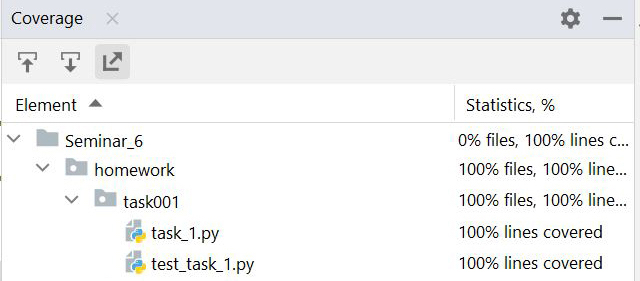 Coverage
Element Statistics, %
Seminar_6 0% files, 100% lines c...
homework 100% files, 100% line...
task001 100% files, 100% line...
task_1.py 100% lines covered
test_task_1.py 100% lines covered